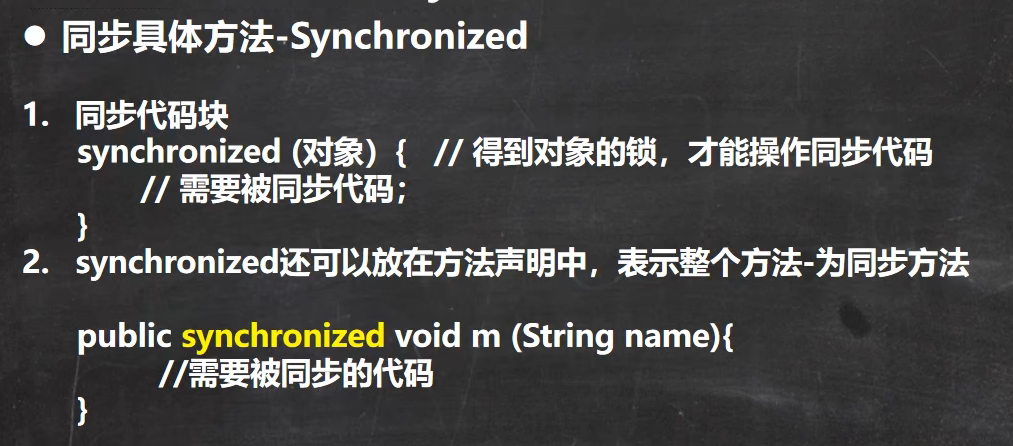 ● 同步具体方法-Synchronized
1. 同步代码块
synchronized (对象）{ // 得到对象的锁，才能操作同步代码
// 需要被同步代码；
}
2. synchronized还可以放在方法声明中，表示整个方法-为同步方法
public synchronized void m (String name){
//需要被同步的代码
}